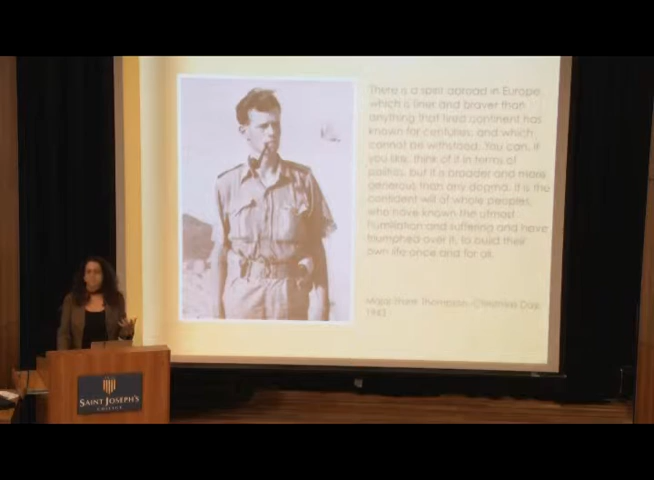 There is a spirit abroad in Europe
which is finer and braver than
anything that tired continent has
known for centuries, and which
cannot be withstood. You can, if
you like, think of it in terms of
politics, but it is broader and more
generous than any dogma. It is the
confident will of whole peoples,
who have known the utmost
humiliation and suffering and have
triumphed over it, to build their
own life once and for all.
Major Frank Thompson, Christmas Day,
1943
SAINT JOSEPH'S
COLLEGE